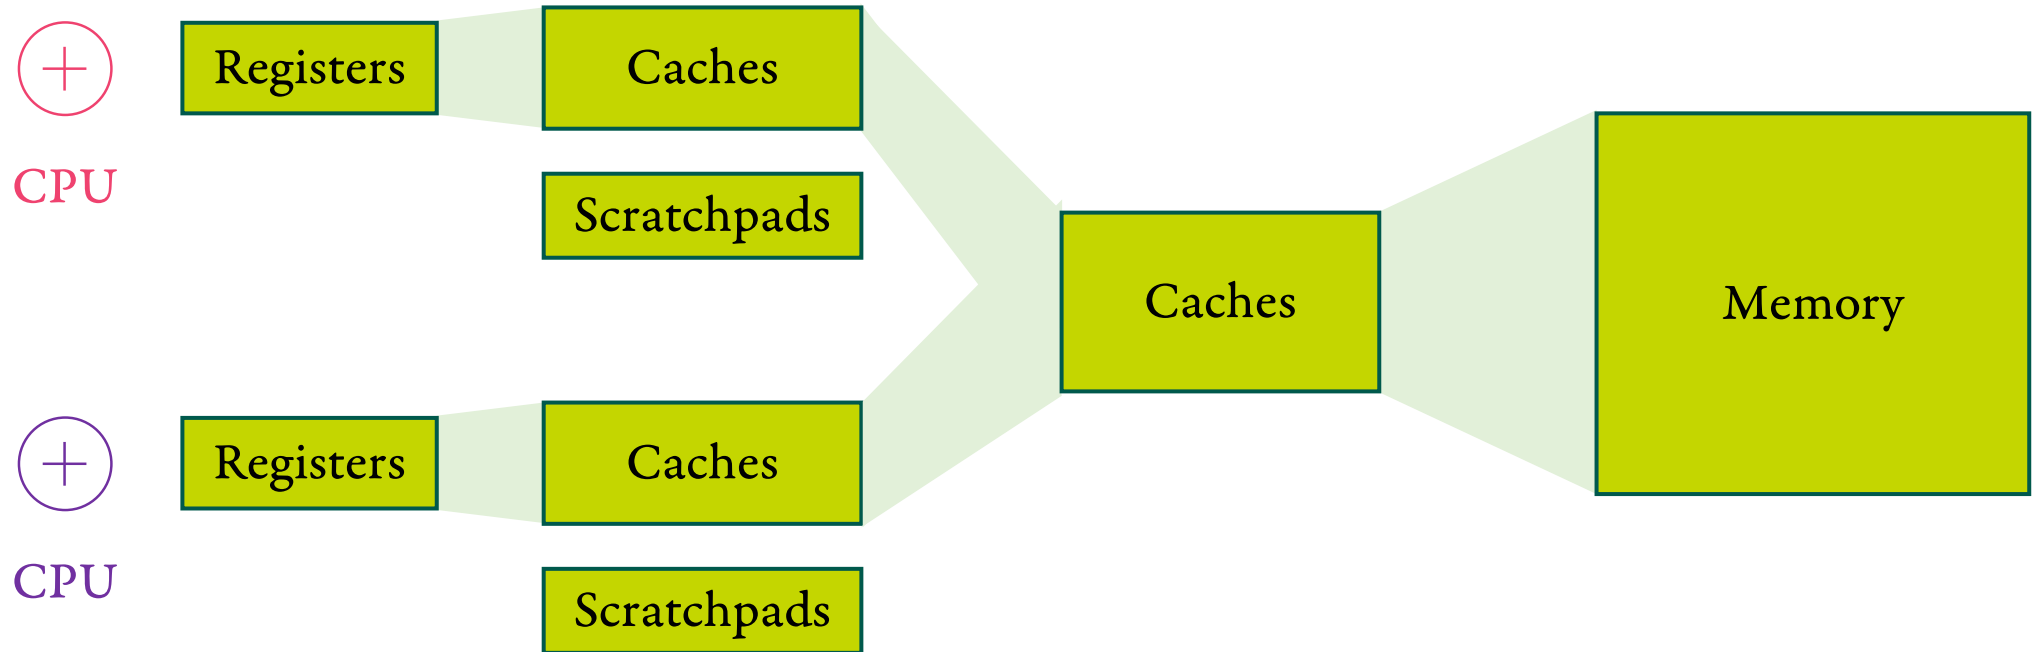 Registers
Caches
CPU
Scratchpads
Caches
Memory
Registers
Caches
CPU
Scratchpads